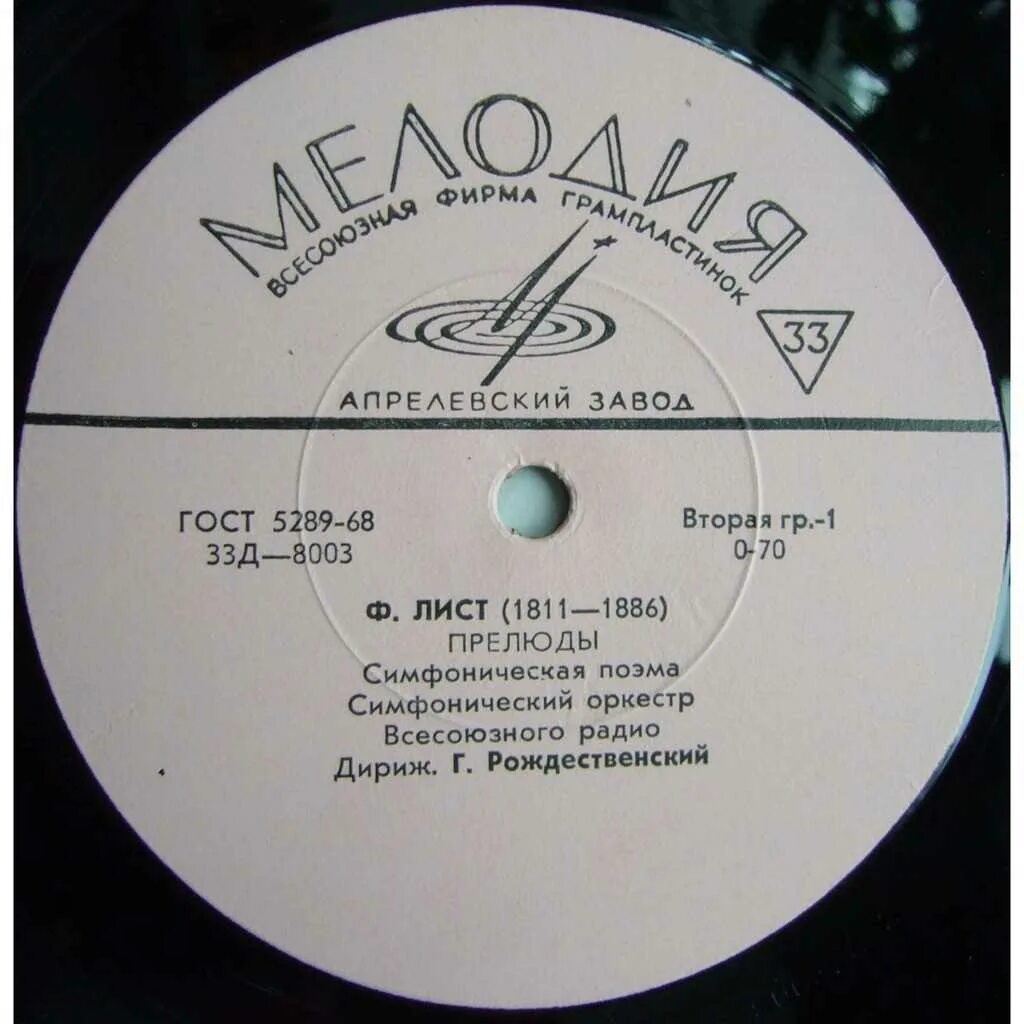 МЕЛОДИЯ
ВСЕСОЮЗНАЯ ФИРМА ГРАМПЛАСТИНОК
33
АПРЕЛЕВСКИЙ ЗАВОД
ГОСТ 5289-68
33Д—8003
Вторая гр.-1
0-70
Ф. ЛИСТ (1811—1886)
ПРЕЛЮДЫ
Симфоническая поэма
Симфонический оркестр
Всесоюзного радио
Дириж. Г. Рождественский